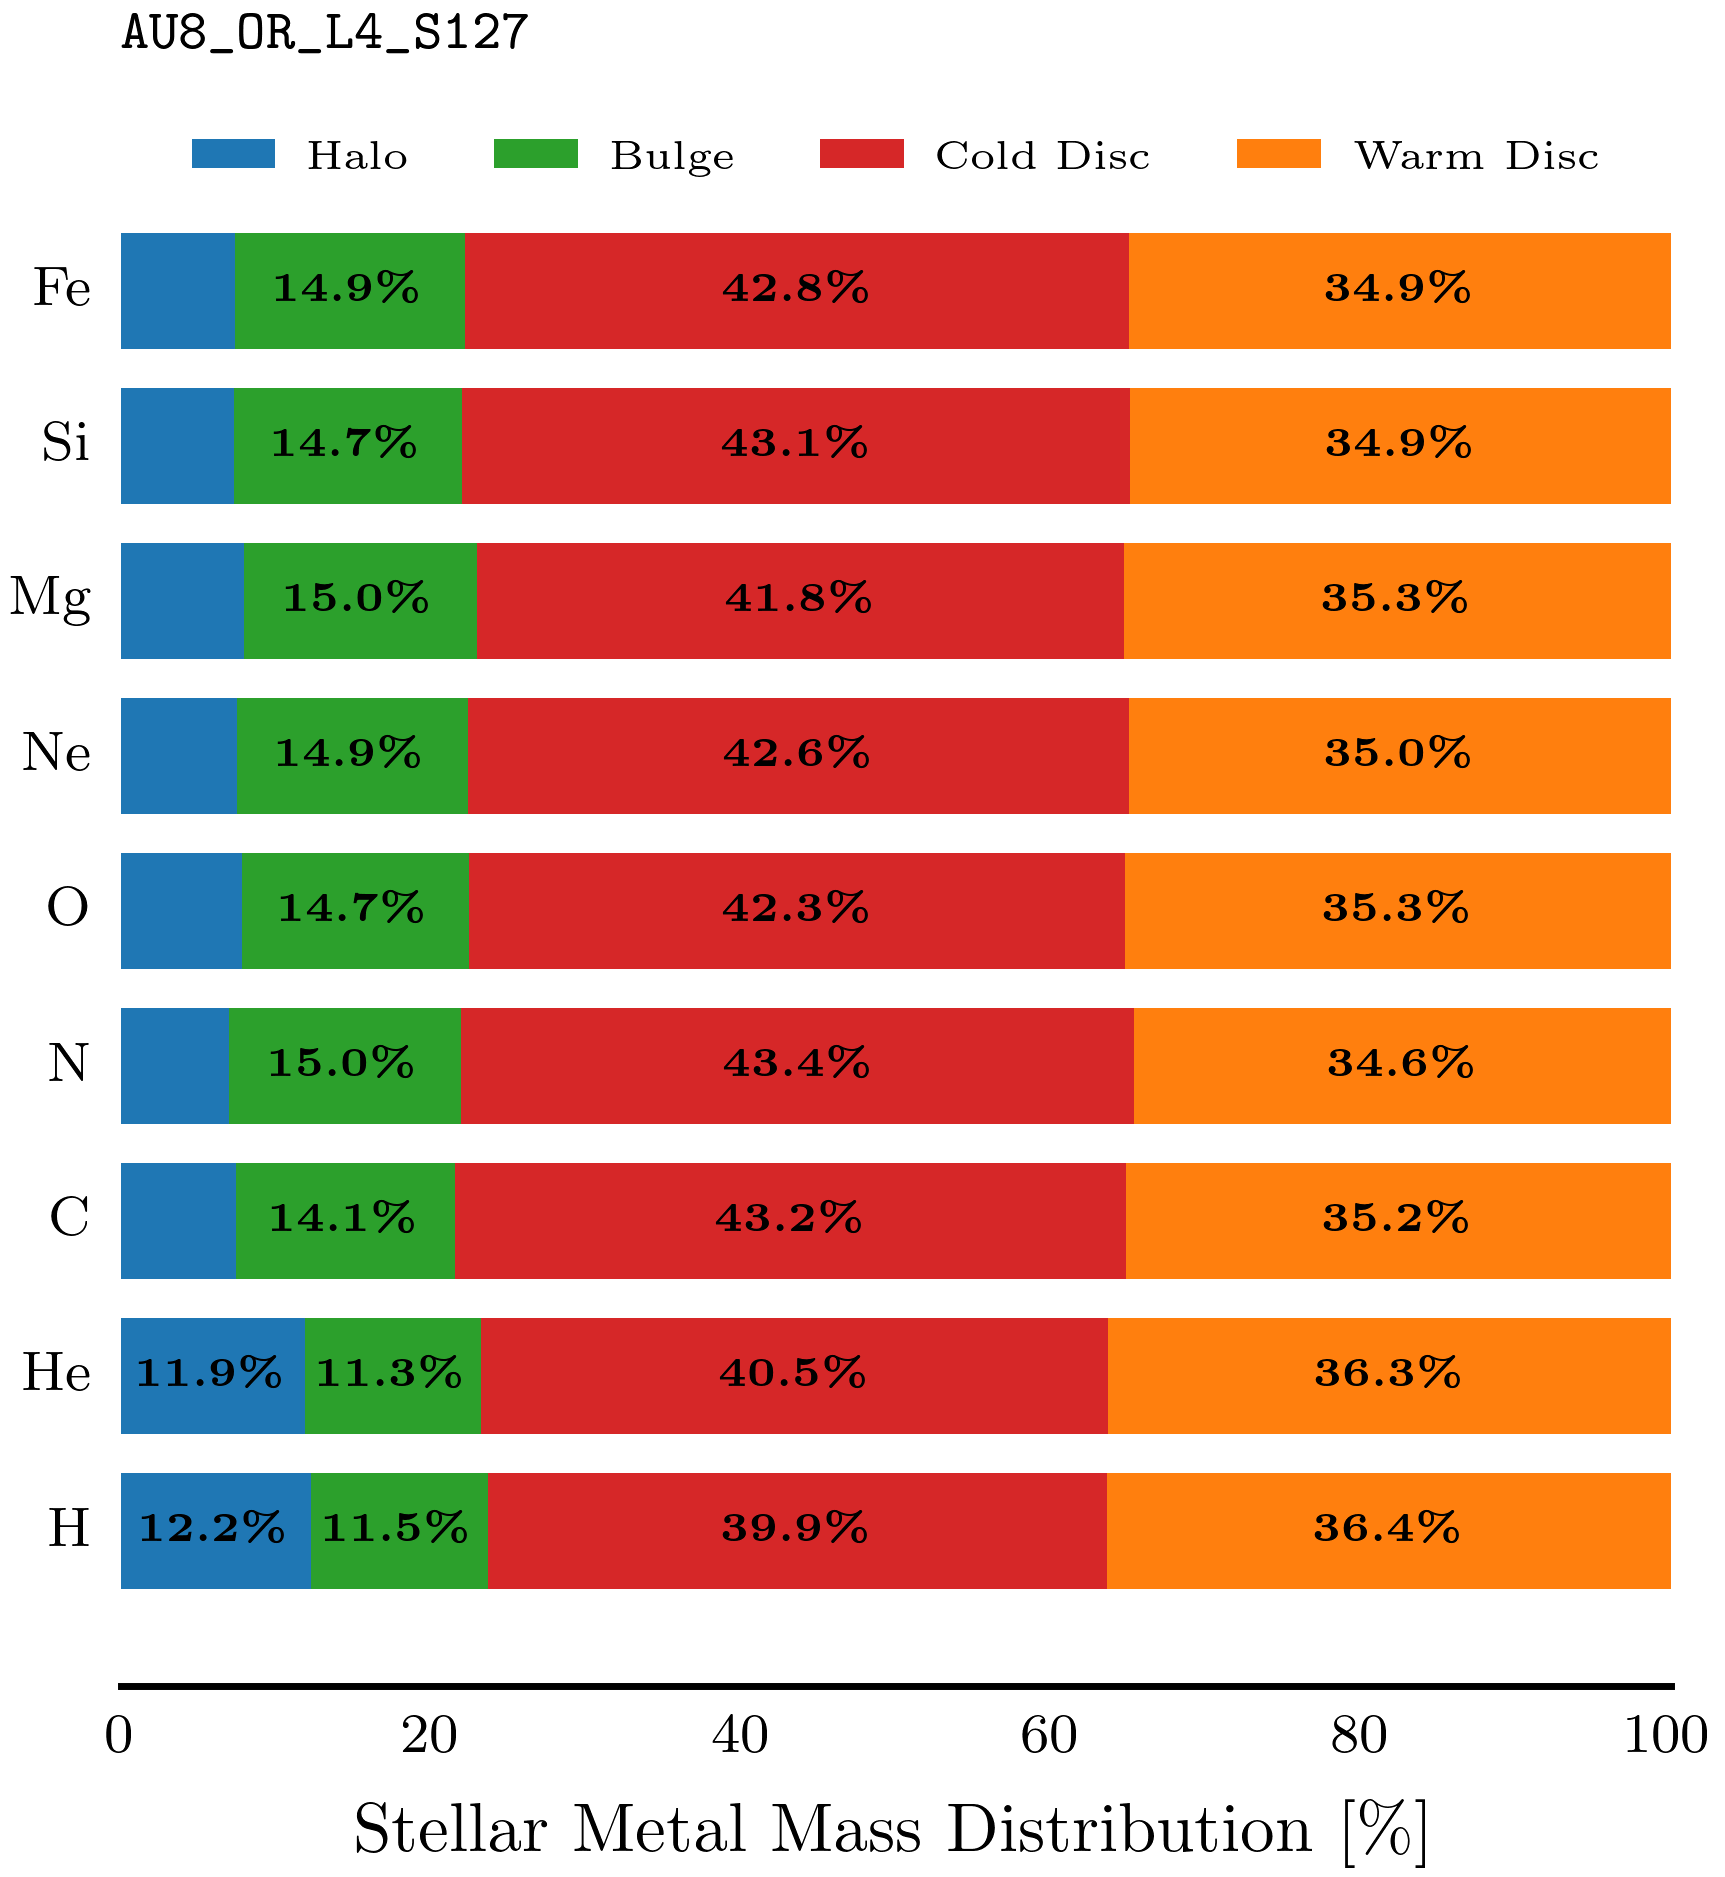 AU8_OR_L4_S127
Halo Bulge Cold Disc Warm Disc
Fe 14.9% 42.8% 34.9%
Si 14.7% 43.1% 34.9%
Mg 15.0% 41.8% 35.3%
Ne 14.9% 42.6% 35.0%
O 14.7% 42.3% 35.3%
N 15.0% 43.4% 34.6%
C 14.1% 43.2% 35.2%
He 11.9% 11.3% 40.5% 36.3%
H 12.2% 11.5% 39.9% 36.4%
0 20 40 60 80 100
Stellar Metal Mass Distribution [%]